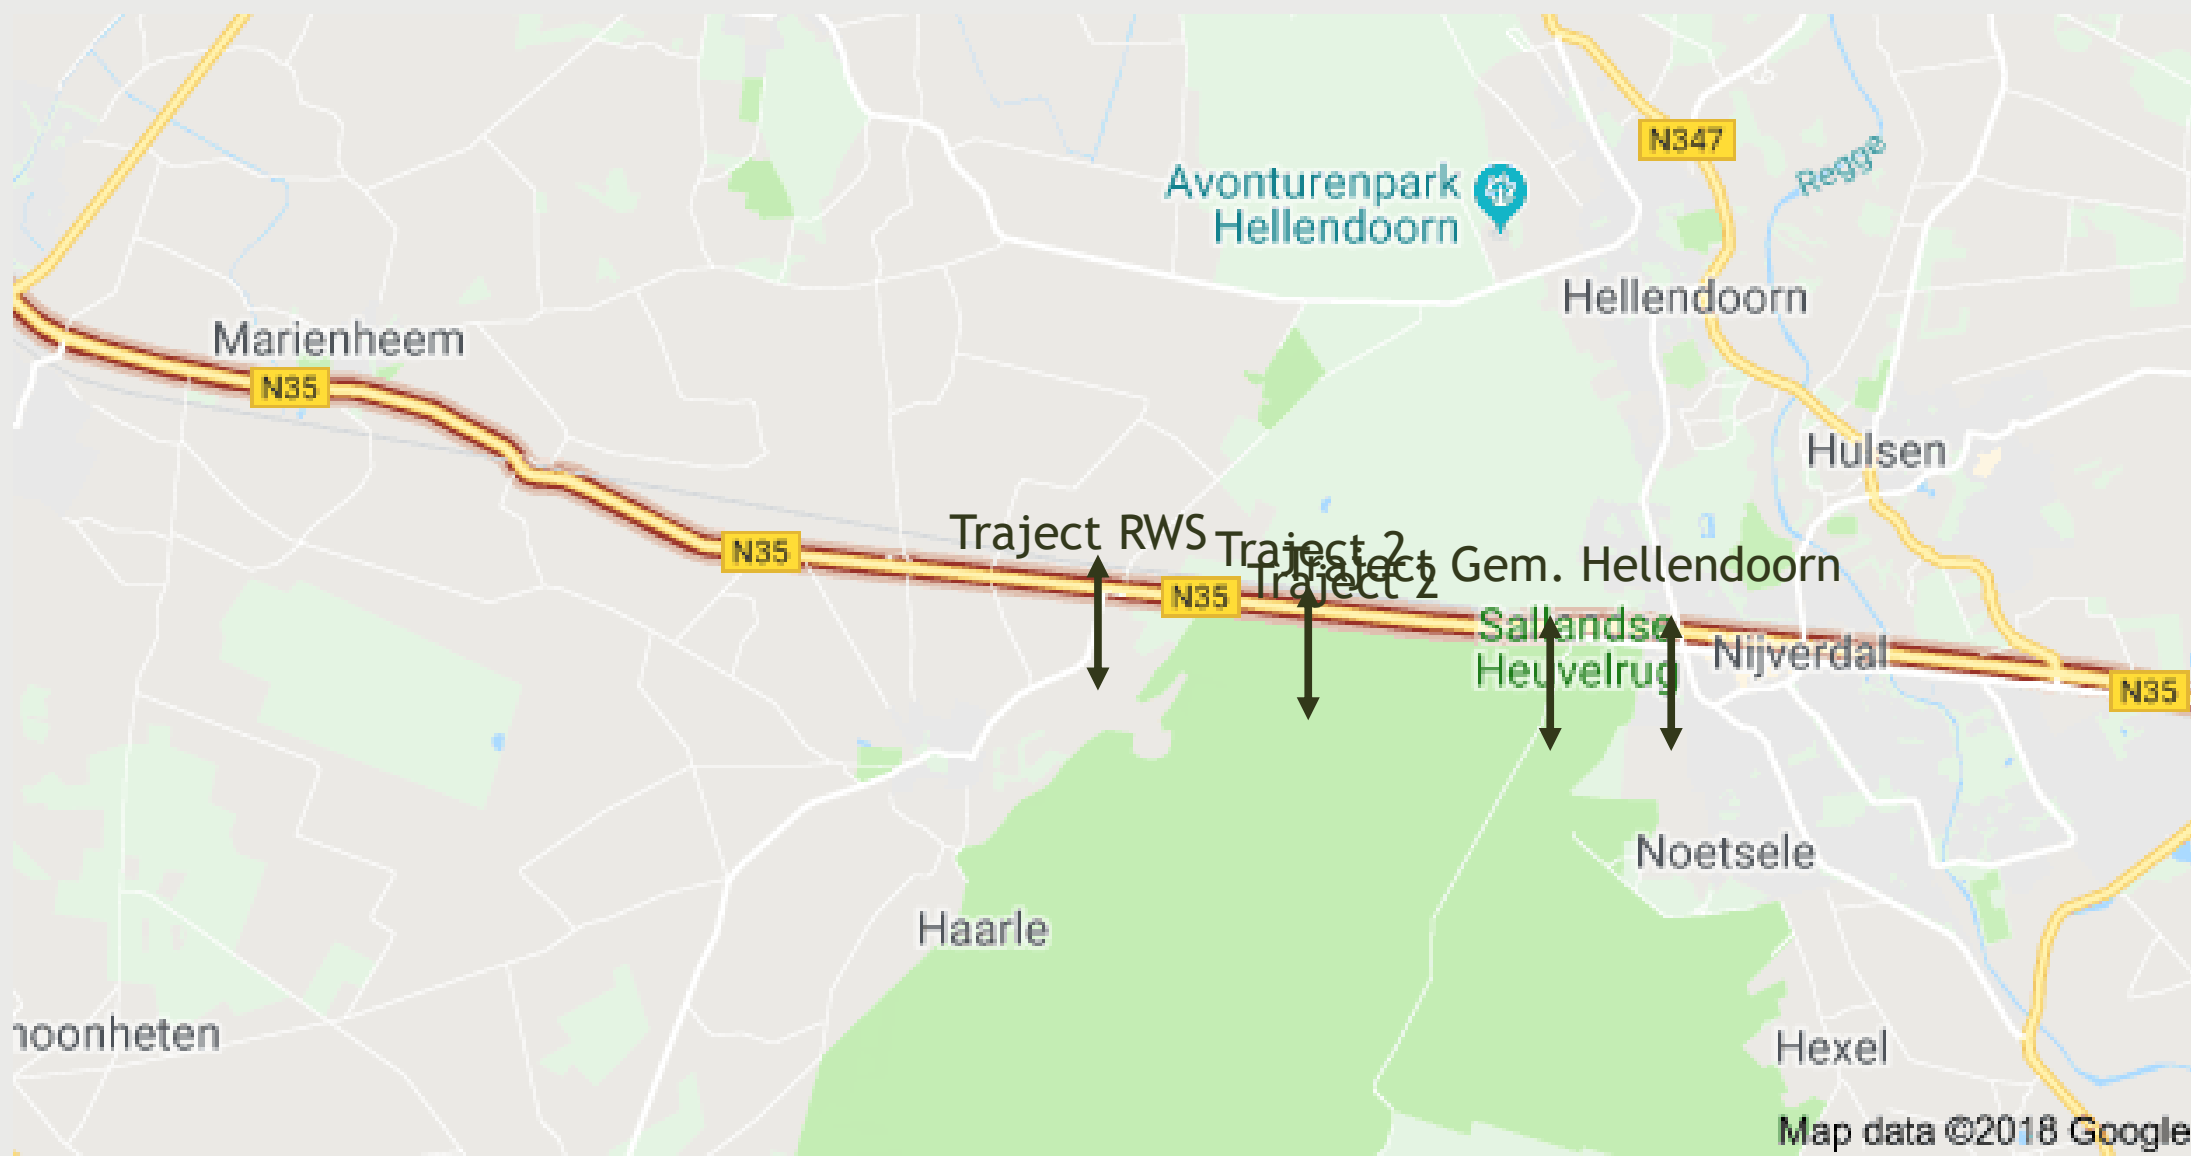 N347
Regge
Avonturenpark
Hellendoorn
Hellendoorn
Marienheem
N35
Hulsen
Traject RWS
Traject 2
Traject Gem. Hellendoorn
Traject 2
N35
N35
Sallandse
Heuvelrug
Nijverdal
N35
Noetsele
Haarle
noonheten
Hexel
Map data ©2018 Google